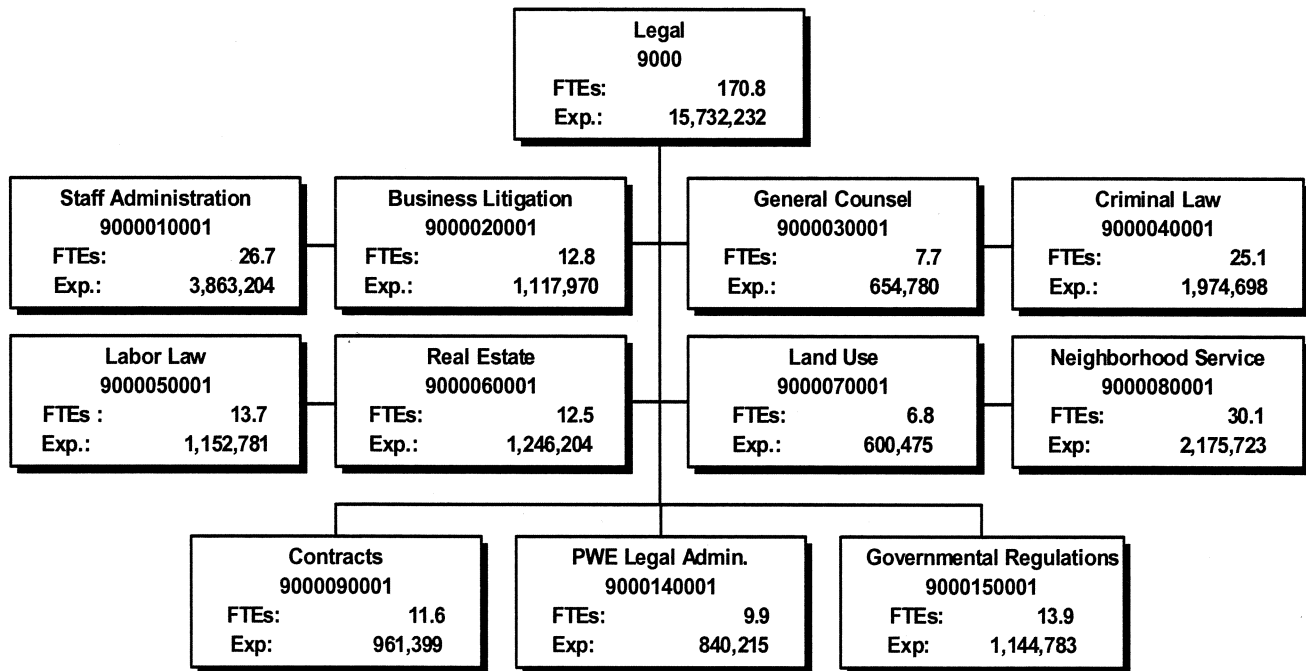 Legal
9000
FTEs: 170.8
Exp.: 15,732,232
Staff Administration
9000010001
FTEs: 26.7
Exp.: 3,863,204
Business Litigation
9000020001
FTEs: 12.8
Exp.: 1,117,970
General Counsel
9000030001
FTEs: 7.7
Exp.: 654,780
Criminal Law
9000040001
FTEs: 25.1
Exp.: 1,974,698
Labor Law
9000050001
FTEs : 13.7
Exp.: 1,152,781
Real Estate
9000060001
FTEs: 12.5
Exp.: 1,246,204
Land Use
9000070001
FTEs: 6.8
Exp.: 600,475
Neighborhood Service
9000080001
FTEs: 30.1
Exp: 2,175,723
Contracts
9000090001
FTEs: 11.6
Exp: 961,399
PWE Legal Admin.
9000140001
FTEs: 9.9
Exp: 840,215
Governmental Regulations
9000150001
FTEs: 13.9
Exp: 1,144,783